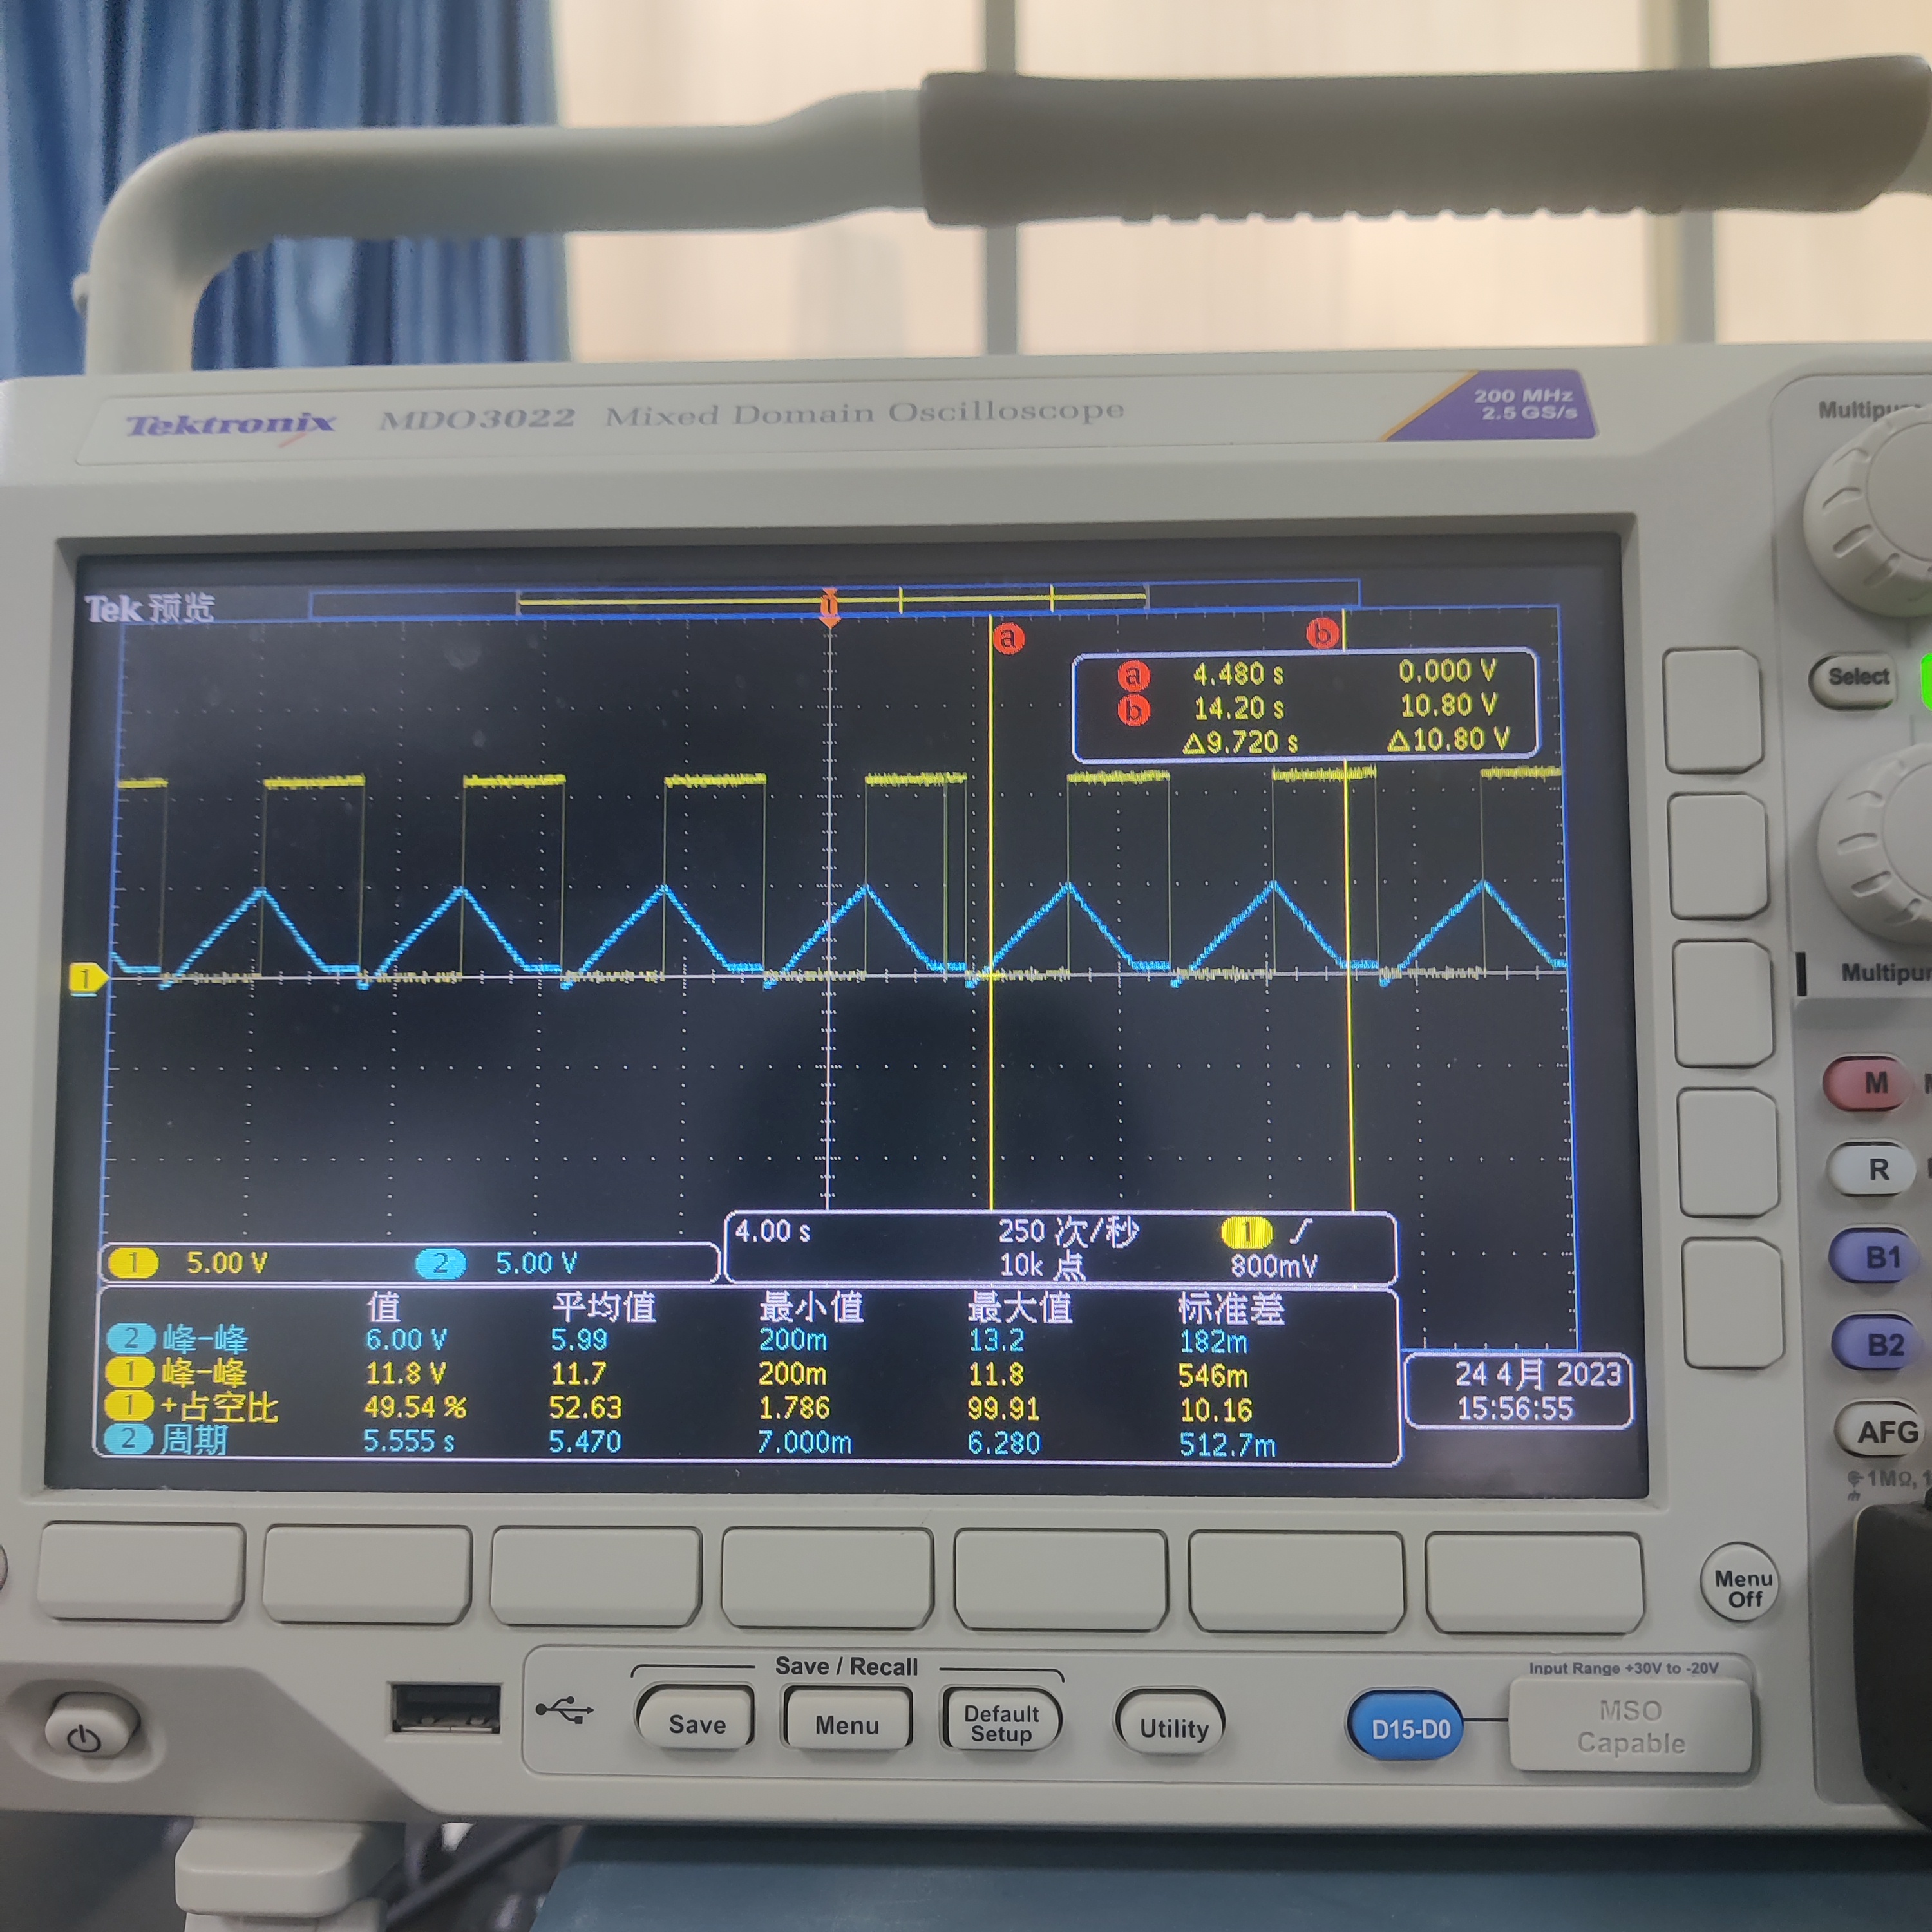 Tektronix MDO3022 Mixed Domain Oscilloscope
200 MHz
2.5 GS/s
Tek 预览
a
b
a 4.480 s 0.000 V
b 14.20 s 10.80 V
Δ9.720 s Δ10.80 V
1
1 5.00 V 2 5.00 V
4.00 s 250 次/秒 1
10k 点 800mV
值 平均值 最小值 最大值 标准差
2 峰-峰 6.00 V 5.99 200m 13.2 182m
1 峰-峰 11.8 V 11.7 200m 11.8 546m
1 +占空比 49.54 % 52.63 1.786 99.91 10.16
2 周期 5.555 s 5.470 7.000m 6.280 512.7m
24 4月 2023
15:56:55
Select
M
R
B1
B2
AFG
1MΩ,
Menu Off
Save / Recall
Save
Menu
Default Setup
Utility
D15-D0
Input Range +30V to -20V
MSO
Capable